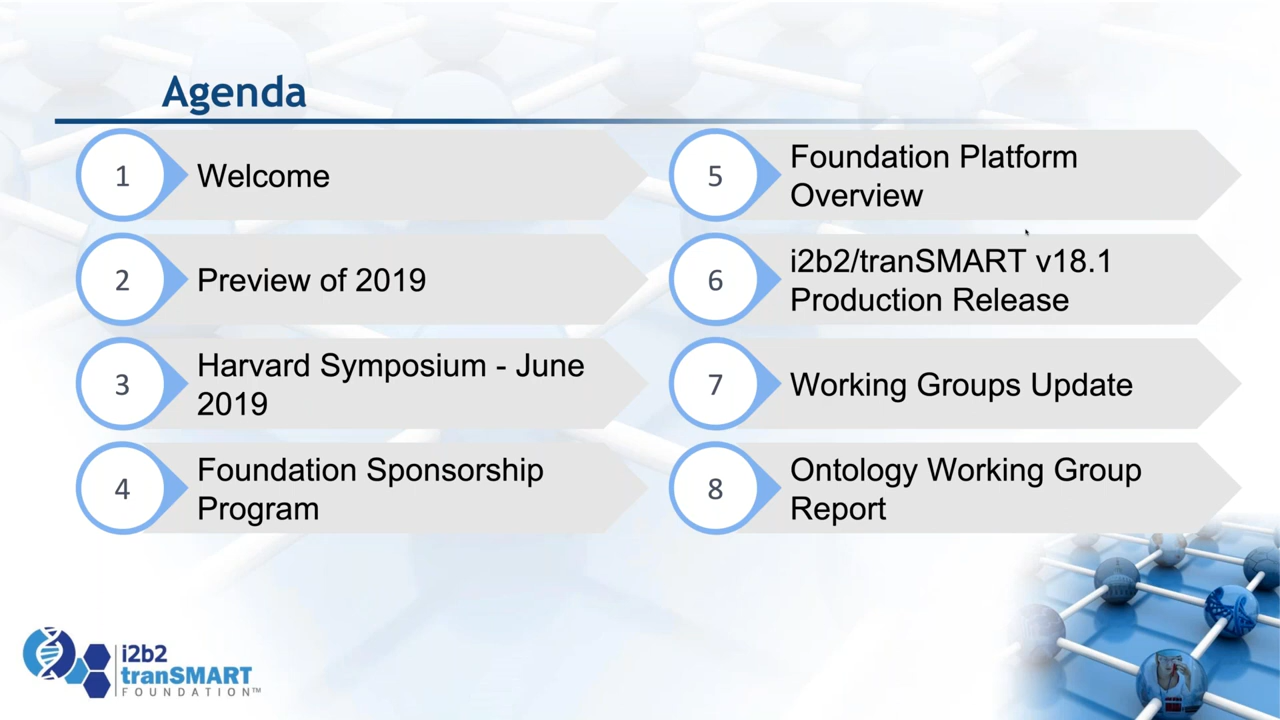 Agenda
1
Welcome
2
Preview of 2019
3
Harvard Symposium - June
2019
4
Foundation Sponsorship
Program
5
Foundation Platform
Overview
6
i2b2/tranSMART v18.1
Production Release
7
Working Groups Update
8
Ontology Working Group
Report
i2b2
tranSMART
FOUNDATION™